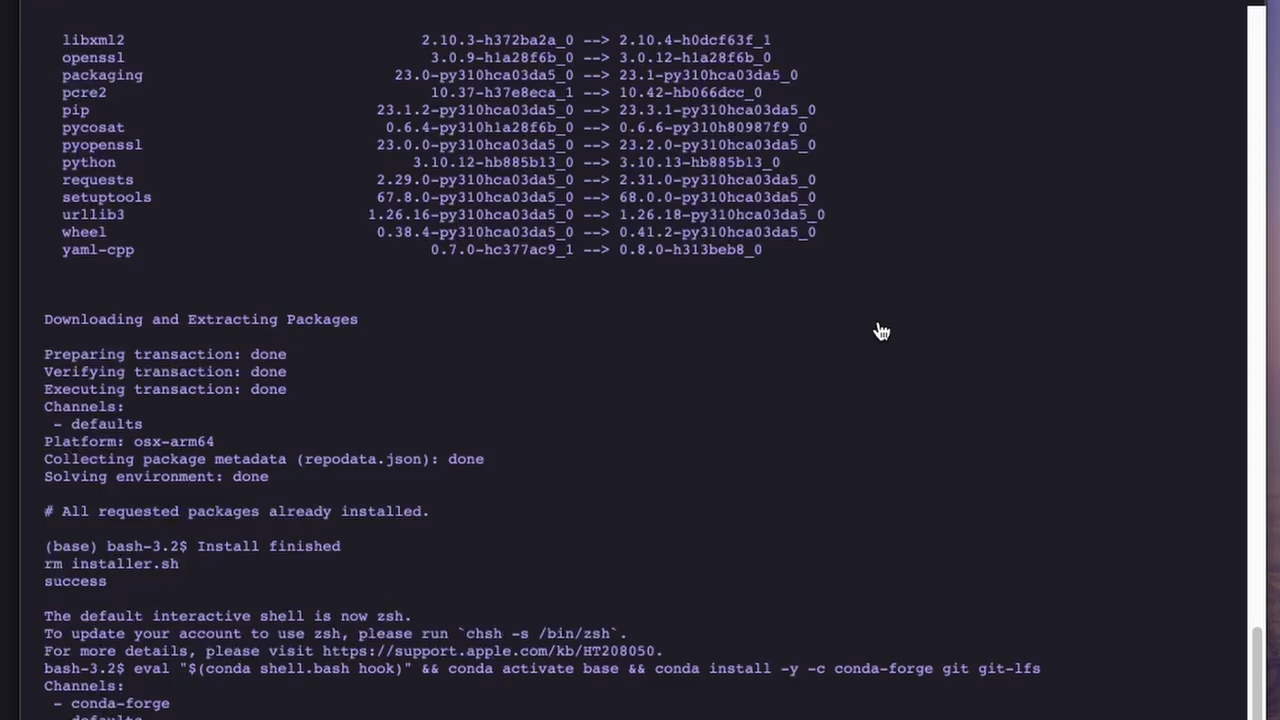 libxml2 2.10.3-h372ba2a_0 --> 2.10.4-h0dcf63f_1
openssl 3.0.9-h1a28f6b_0 --> 3.0.12-h1a28f6b_0
packaging 23.0-py310hca03da5_0 --> 23.1-py310hca03da5_0
pcre2 10.37-h37e8eca_1 --> 10.42-hb066dcc_0
pip 23.1.2-py310hca03da5_0 --> 23.3.1-py310hca03da5_0
pycosat 0.6.4-py310h1a28f6b_0 --> 0.6.6-py310h80987f9_0
pyopenssl 23.0.0-py310hca03da5_0 --> 23.2.0-py310hca03da5_0
python 3.10.12-hb885b13_0 --> 3.10.13-hb885b13_0
requests 2.29.0-py310hca03da5_0 --> 2.31.0-py310hca03da5_0
setuptools 67.8.0-py310hca03da5_0 --> 68.0.0-py310hca03da5_0
urllib3 1.26.16-py310hca03da5_0 --> 1.26.18-py310hca03da5_0
wheel 0.38.4-py310hca03da5_0 --> 0.41.2-py310hca03da5_0
yaml-cpp 0.7.0-hc377ac9_1 --> 0.8.0-h313beb8_0
Downloading and Extracting Packages
Preparing transaction: done
Verifying transaction: done
Executing transaction: done
Channels:
- defaults
Platform: osx-arm64
Collecting package metadata (repodata.json): done
Solving environment: done
# All requested packages already installed.
(base) bash-3.2$ Install finished
rm installer.sh
success
The default interactive shell is now zsh.
To update your account to use zsh, please run `chsh -s /bin/zsh`.
For more details, please visit https://support.apple.com/kb/HT208050.
bash-3.2$ eval "$(conda shell.bash hook)" && conda activate base && conda install -y -c conda-forge git git-lfs
Channels:
- conda-forge
- defaults